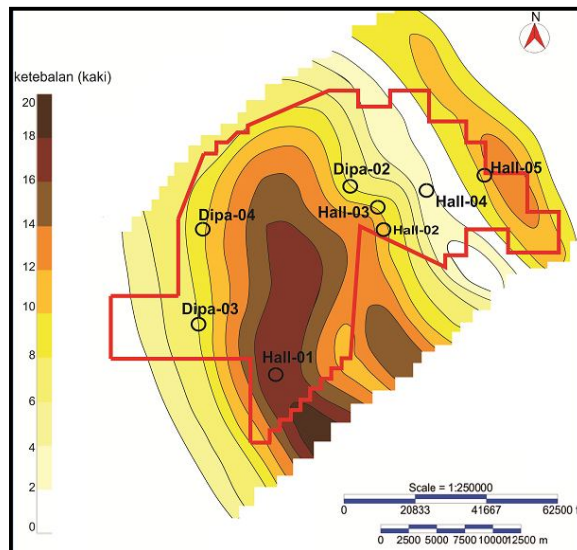 N
ketebalan (kaki)
20
18
16
14
12
10
8
6
4
2
0
Dipa-02
Hall-05
Hall-03
Hall-04
Dipa-04
Hall-02
Dipa-03
Hall-01
Scale = 1:250000
0 20833 41667 62500
0 2500 5000 7500 10000 12500 m